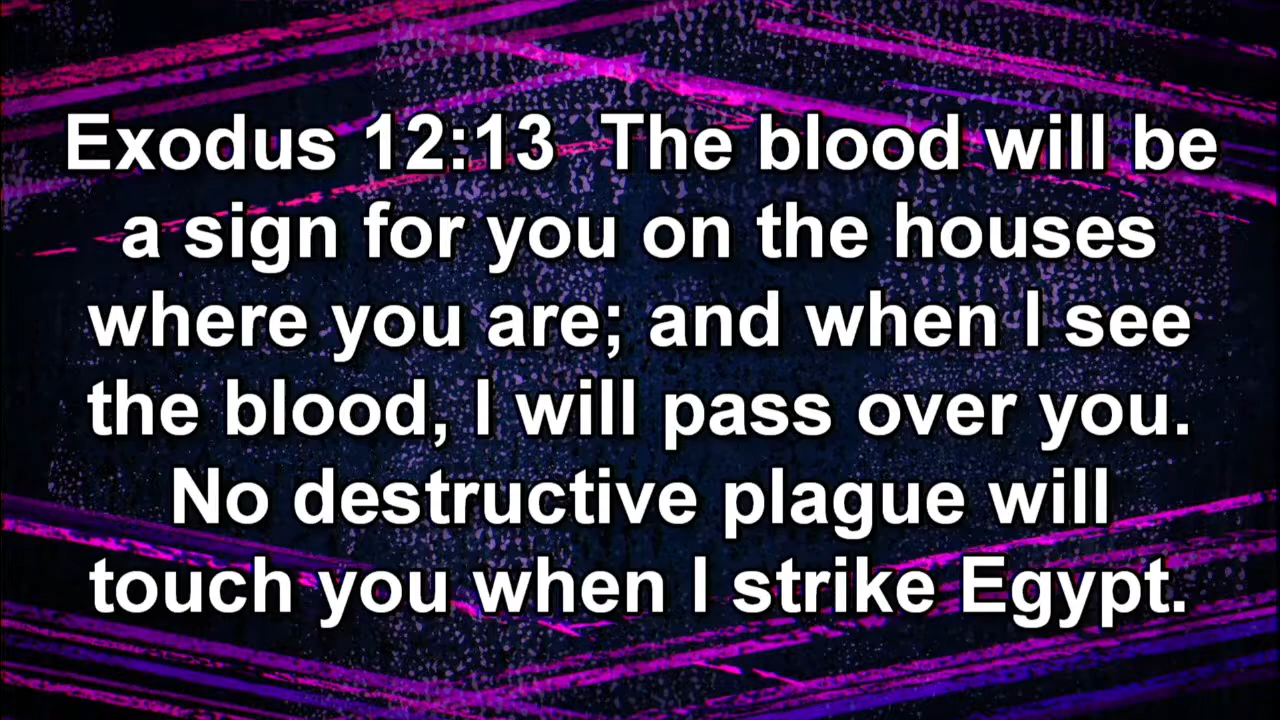 Exodus 12:13  The blood will be
a sign for you on the houses
where you are; and when I see
the blood, I will pass over you.
No destructive plague will
touch you when I strike Egypt.